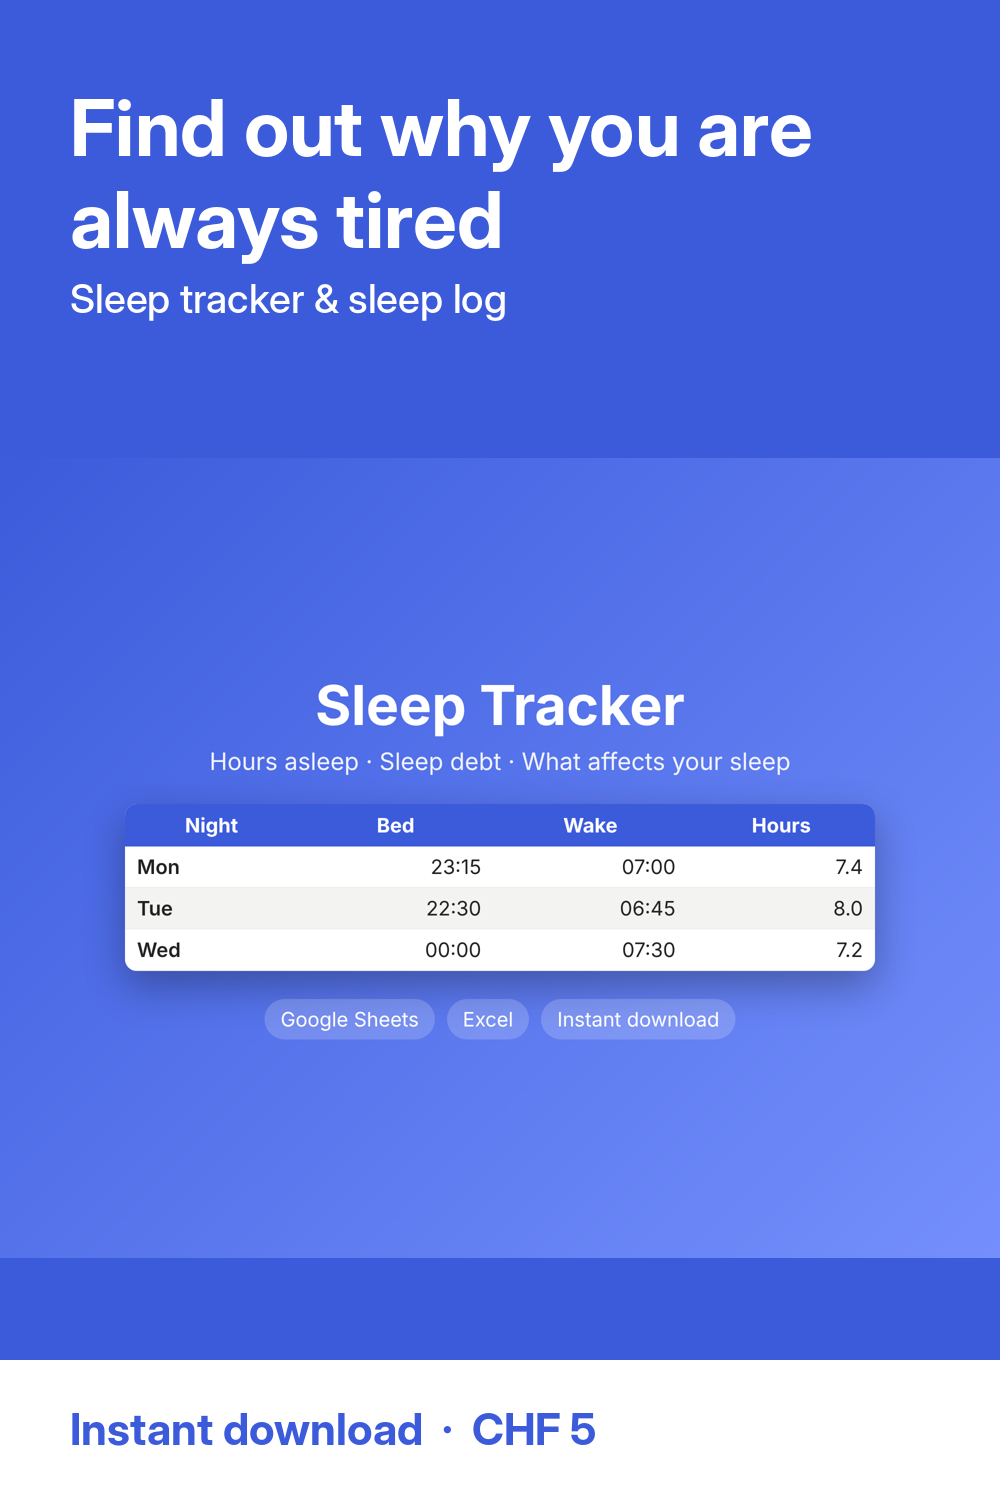 Find out why you are
always tired
Sleep tracker & sleep log
Sleep Tracker
Hours asleep · Sleep debt · What affects your sleep
Night Bed Wake Hours
Mon 23:15 07:00 7.4
Tue 22:30 06:45 8.0
Wed 00:00 07:30 7.2
Google Sheets Excel Instant download
Instant download · CHF 5